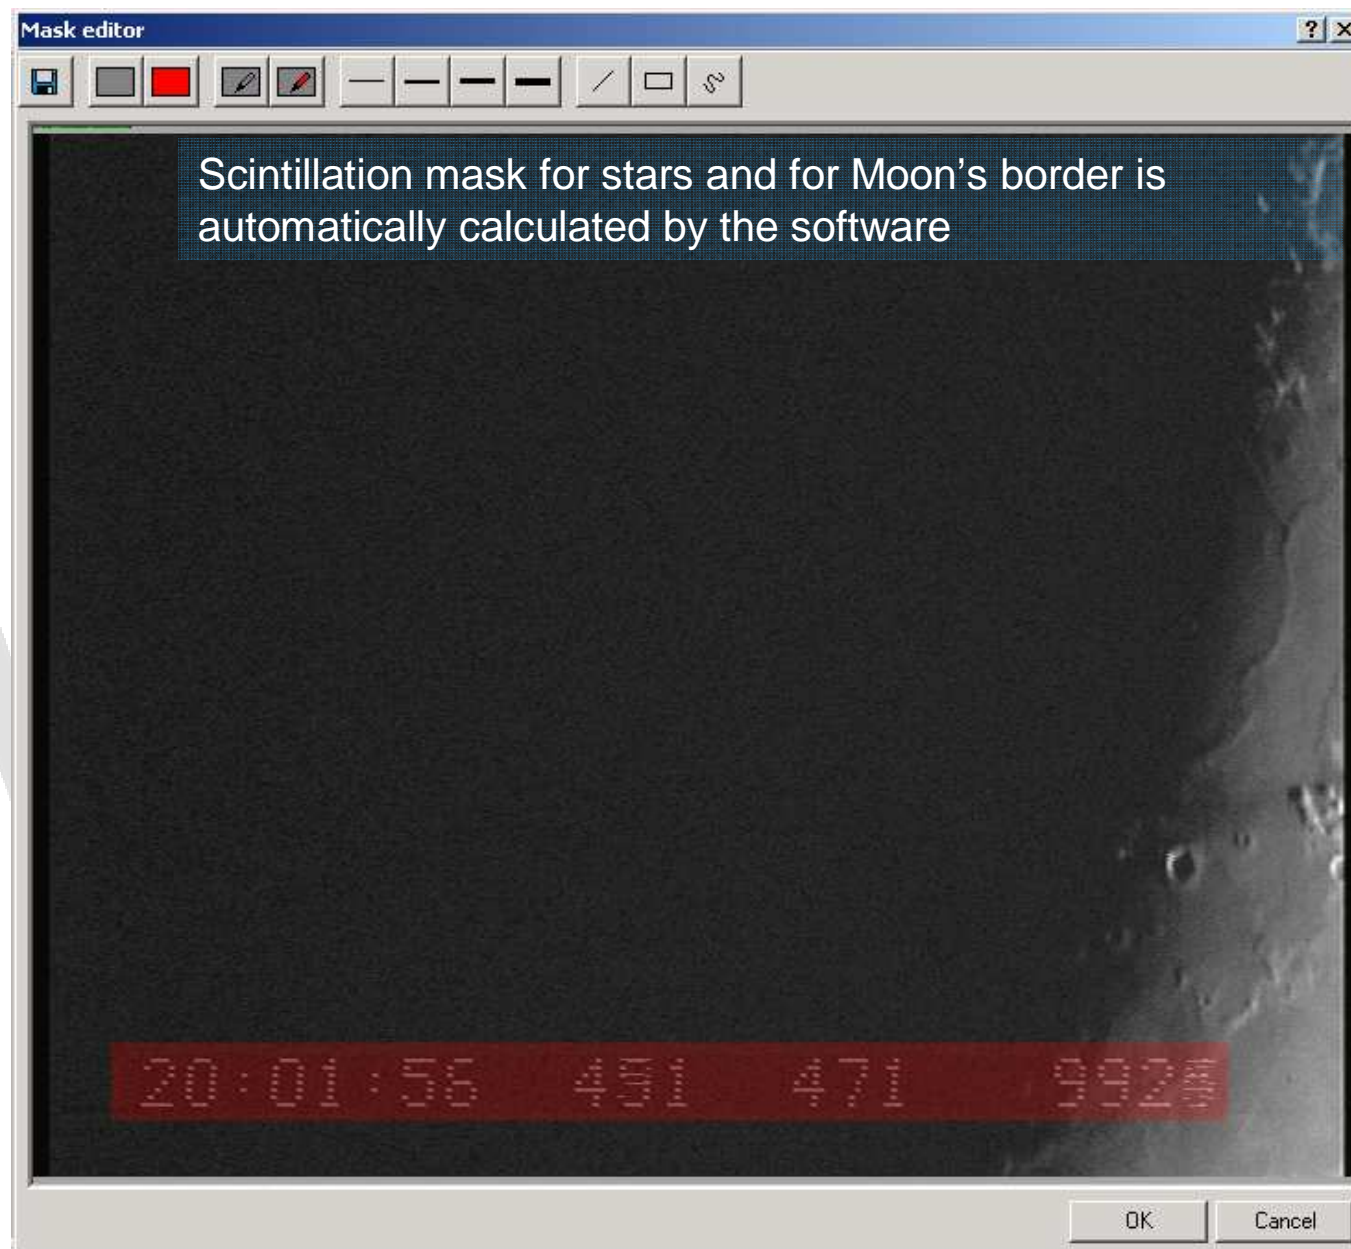 Mask editor
Scintillation mask for stars and for Moon's border is
automatically calculated by the software
20:01:56 451 471 992
OK Cancel